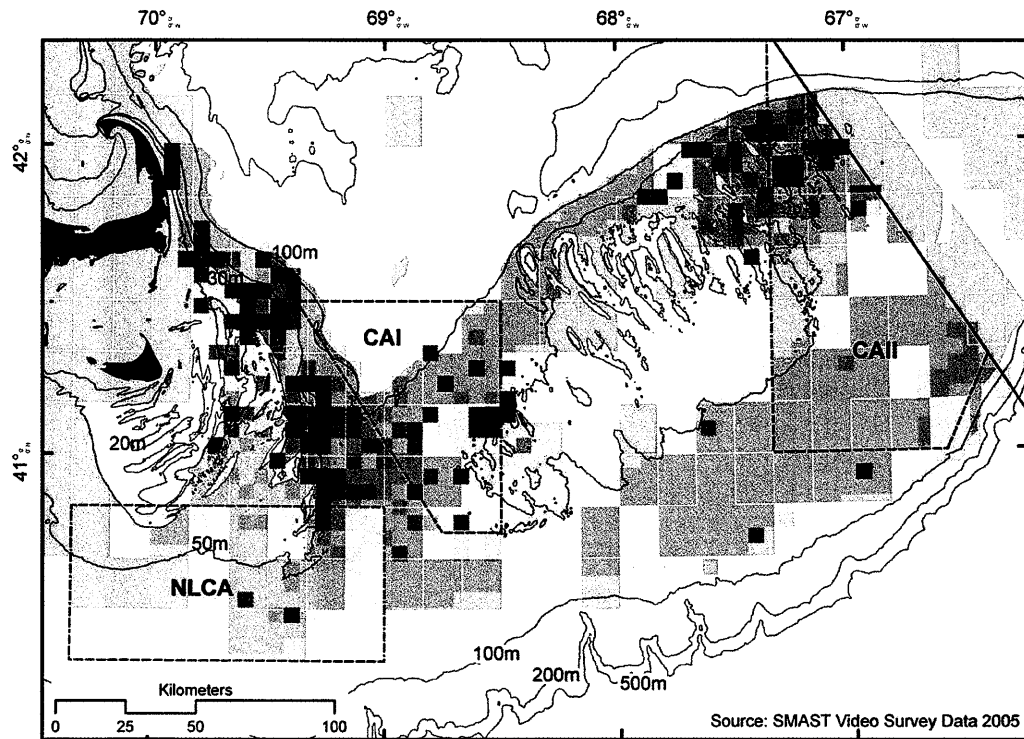 70° 69° 68° 67°
42°
41°
100m
30m
CAI
CAII
20m
50m
NLCA
100m
200m
500m
Kilometers
0 25 50 100
Source: SMAST Video Survey Data 2005